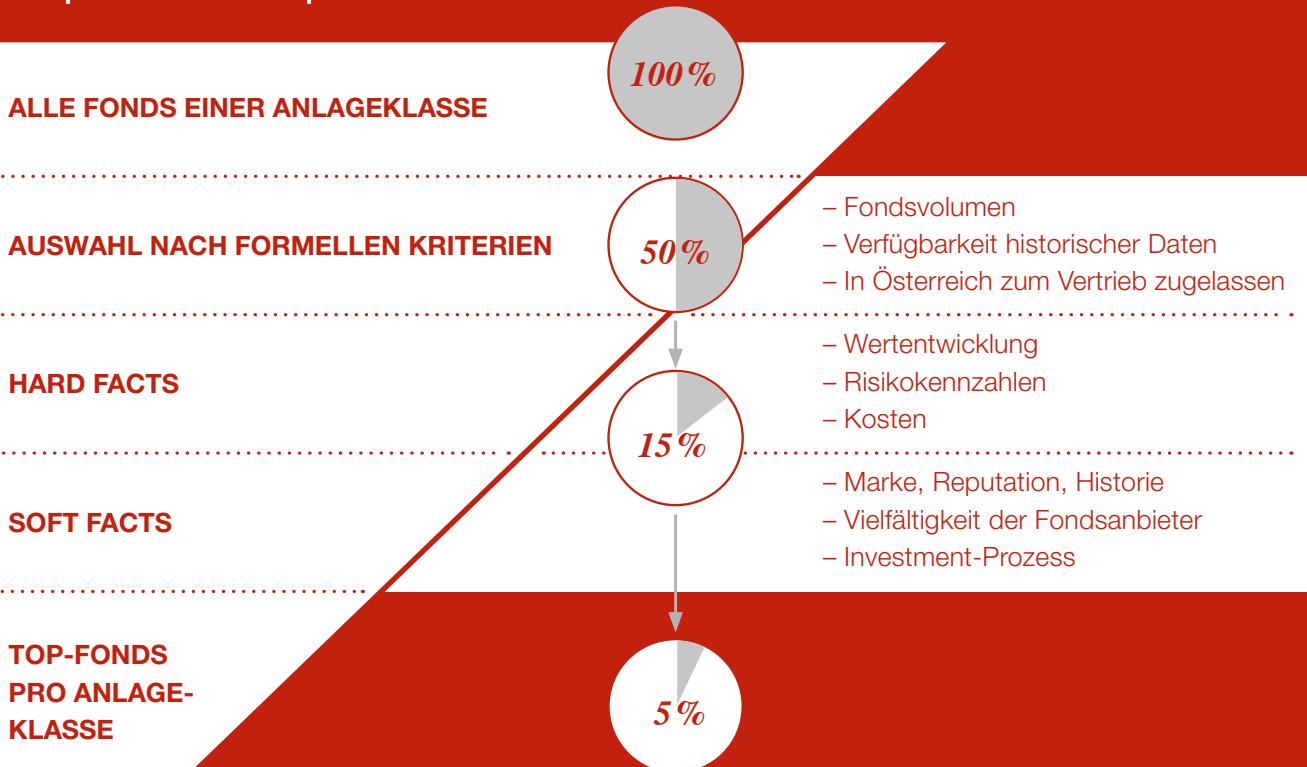 100 %
ALLE FONDS EINER ANLAGEKLASSE
– Fondsvolumen
AUSWAHL NACH FORMELLEN KRITERIEN
50 %
– Verfügbarkeit historischer Daten
– In Österreich zum Vertrieb zugelassen
– Wertentwicklung
HARD FACTS
– Risikokennzahlen
– Kosten
15 %
– Marke, Reputation, Historie
SOFT FACTS
– Vielfältigkeit der Fondsanbieter
– Investment-Prozess
TOP-FONDS
PRO ANLAGE-
KLASSE
5 %